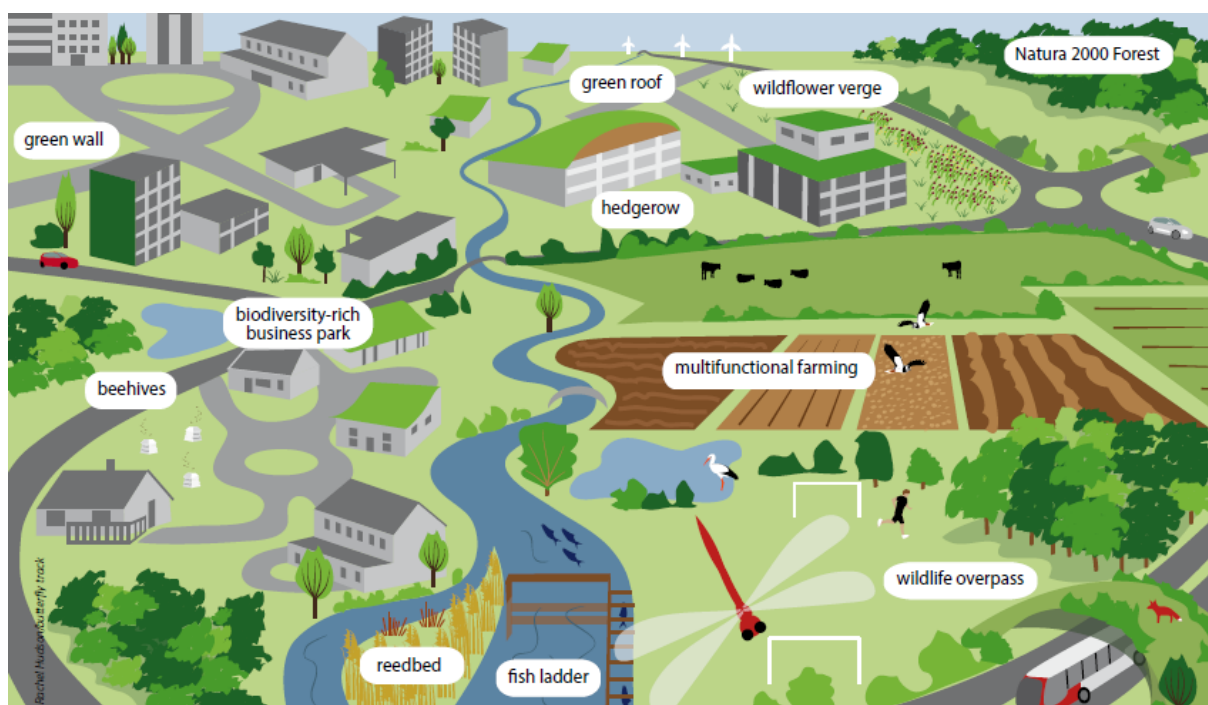 Natura 2000 Forest
green roof
wildflower verge
green wall
hedgerow
biodiversity-rich
business park
multifunctional farming
beehives
wildlife overpass
reedbed
fish ladder